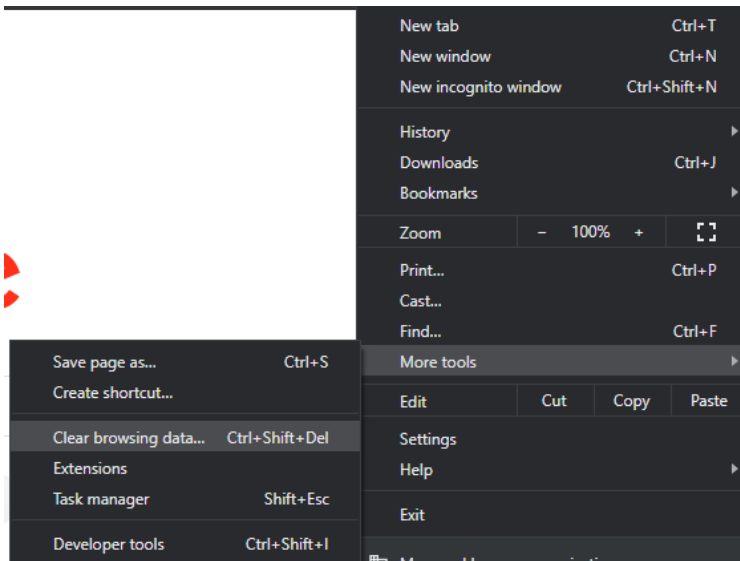 New tab Ctrl+T
New window Ctrl+N
New incognito window Ctrl+Shift+N
History
Downloads Ctrl+J
Bookmarks
Zoom − 100% +
Print... Ctrl+P
Cast...
Find... Ctrl+F
More tools
Edit Cut Copy Paste
Settings
Help
Exit
Save page as... Ctrl+S
Create shortcut...
Clear browsing data... Ctrl+Shift+Del
Extensions
Task manager Shift+Esc
Developer tools Ctrl+Shift+I